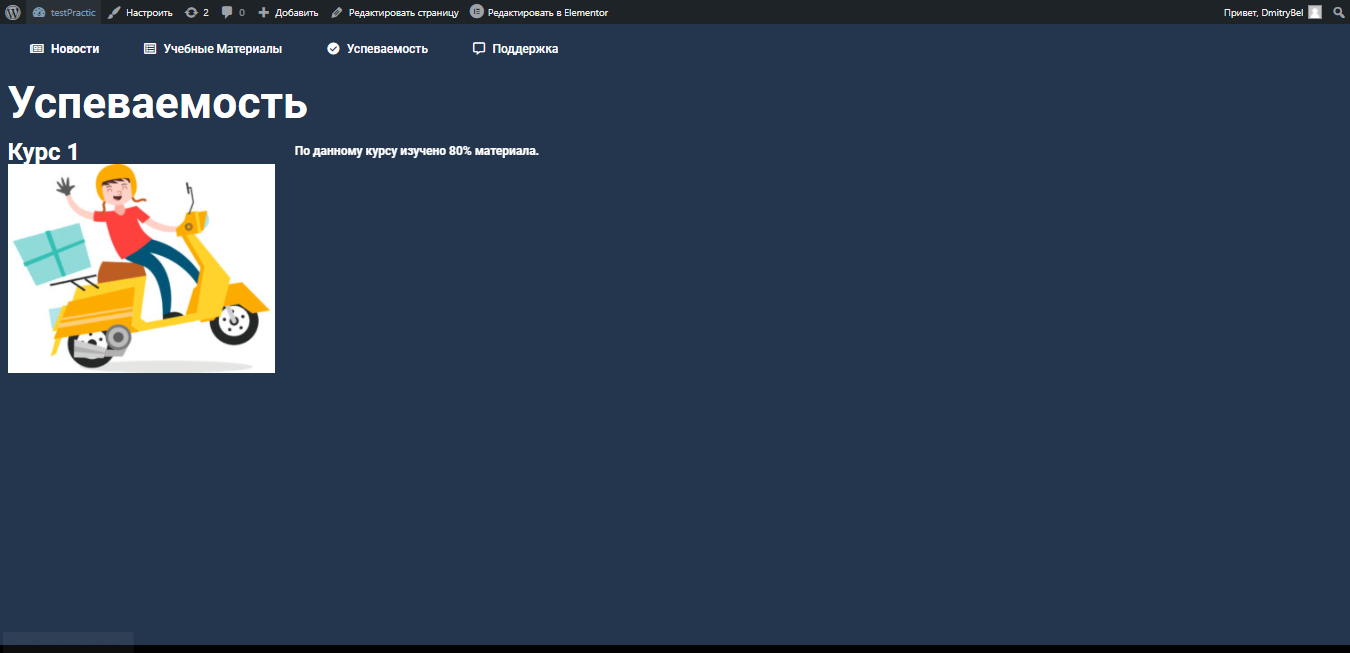 testPractic Настроить 2 0 Добавить Редактировать страницу Редактировать в Elementor Привет, DmitryBel
Новости Учебные Материалы Успеваемость Поддержка
Успеваемость
Курс 1
По данному курсу изучено 80% материала.